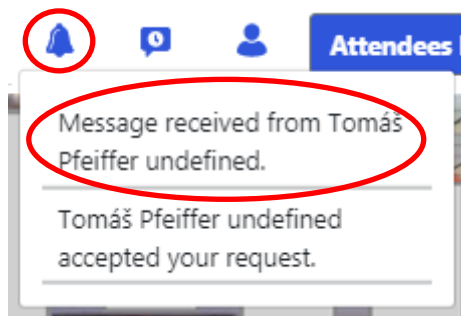 Attendees
Message received from Tomáš
Pfeiffer undefined.
Tomáš Pfeiffer undefined
accepted your request.